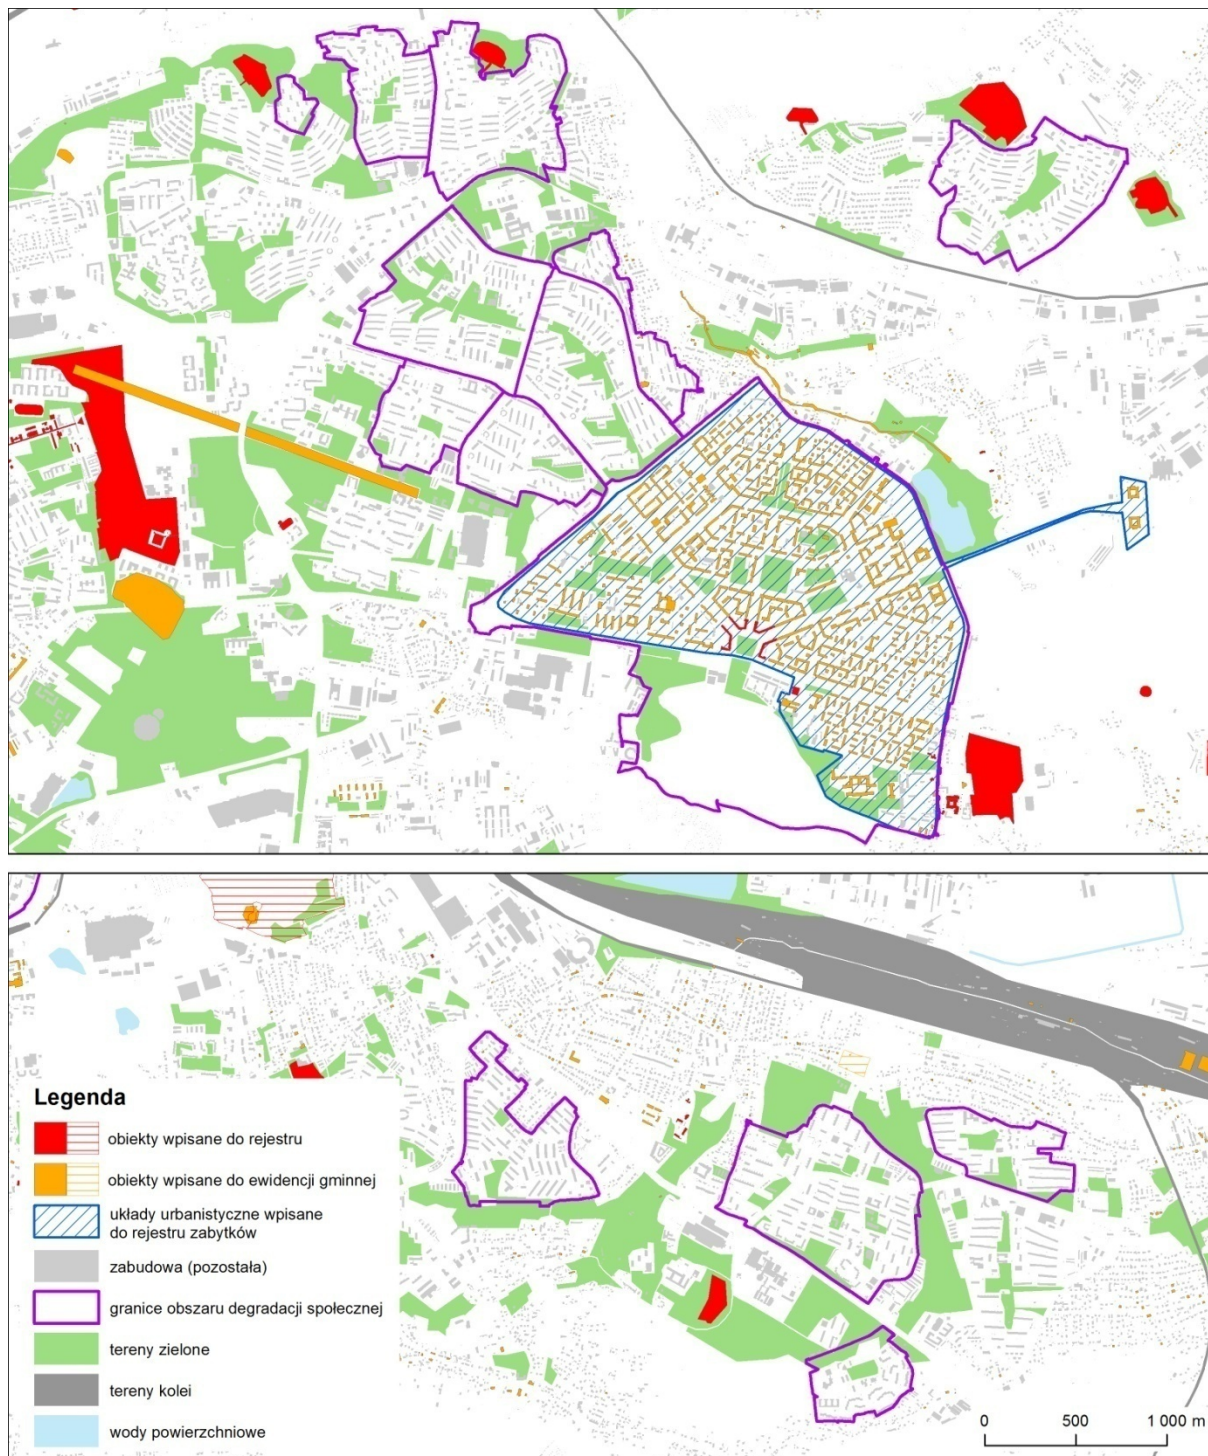 Legenda
obiekty wpisane do rejestru
obiekty wpisane do ewidencji gminnej
układy urbanistyczne wpisane
do rejestru zabytków
zabudowa (pozostała)
granice obszaru degradacji społecznej
tereny zielone
tereny kolei
wody powierzchniowe
0 500 1 000 m